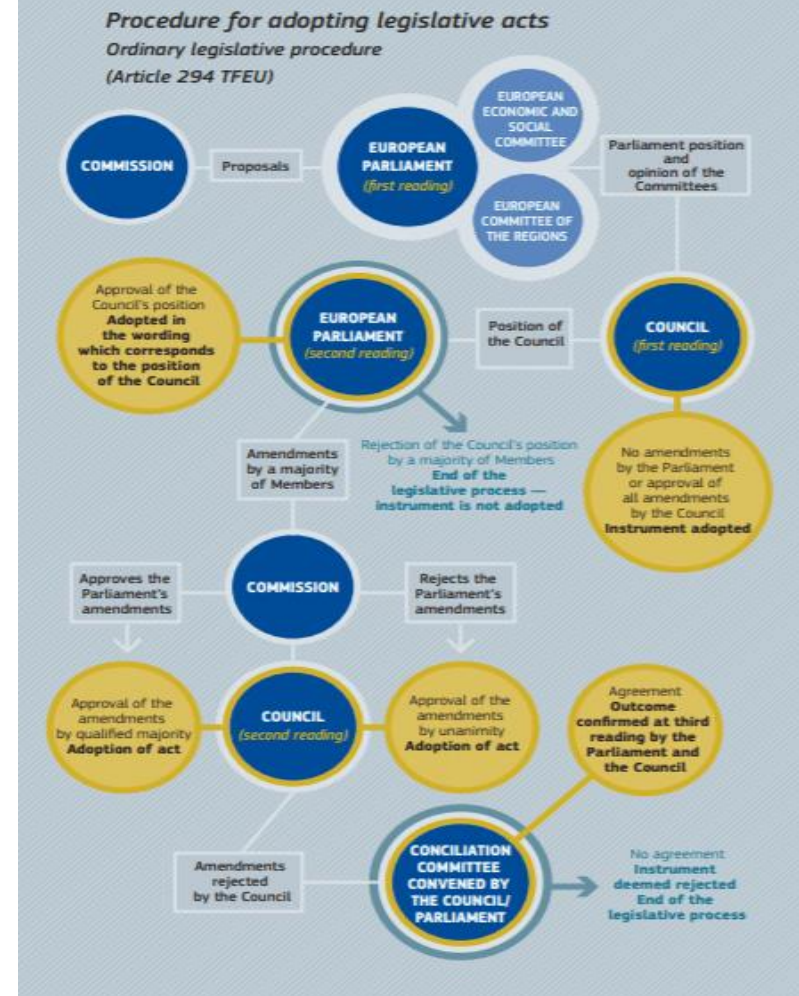 Procedure for adopting legislative acts
Ordinary legislative procedure
(Article 294 TFEU)
COMMISSION
Proposals
EUROPEAN
PARLIAMENT
(first reading)
EUROPEAN
ECONOMIC AND
SOCIAL
COMMITTEE
EUROPEAN
COMMITTEE OF
THE REGIONS
Parliament position
and
opinion of the
Committees
Approval of the
Council's position
Adopted in
the wording
which corresponds
to the position
of the Council
EUROPEAN
PARLIAMENT
(second reading)
Position of
the Council
COUNCIL
(first reading)
Amendments
by a majority
of Members
Rejection of the Council's position
by a majority of Members
End of the
legislative process —
instrument is not adopted
No amendments
by the Parliament
or approval of
all amendments
by the Council
Instrument adopted
Approves the
Parliament's
amendments
COMMISSION
Rejects the
Parliament's
amendments
Approval of the
amendments
by qualified majority
Adoption of act
COUNCIL
(second reading)
Approval of the
amendments
by unanimity
Adoption of act
Agreement
Outcome
confirmed at third
reading by the
Parliament and
the Council
Amendments
rejected
by the Council
CONCILIATION
COMMITTEE
CONVENED BY
THE COUNCIL/
PARLIAMENT
No agreement
Instrument
deemed rejected
End of the
legislative process